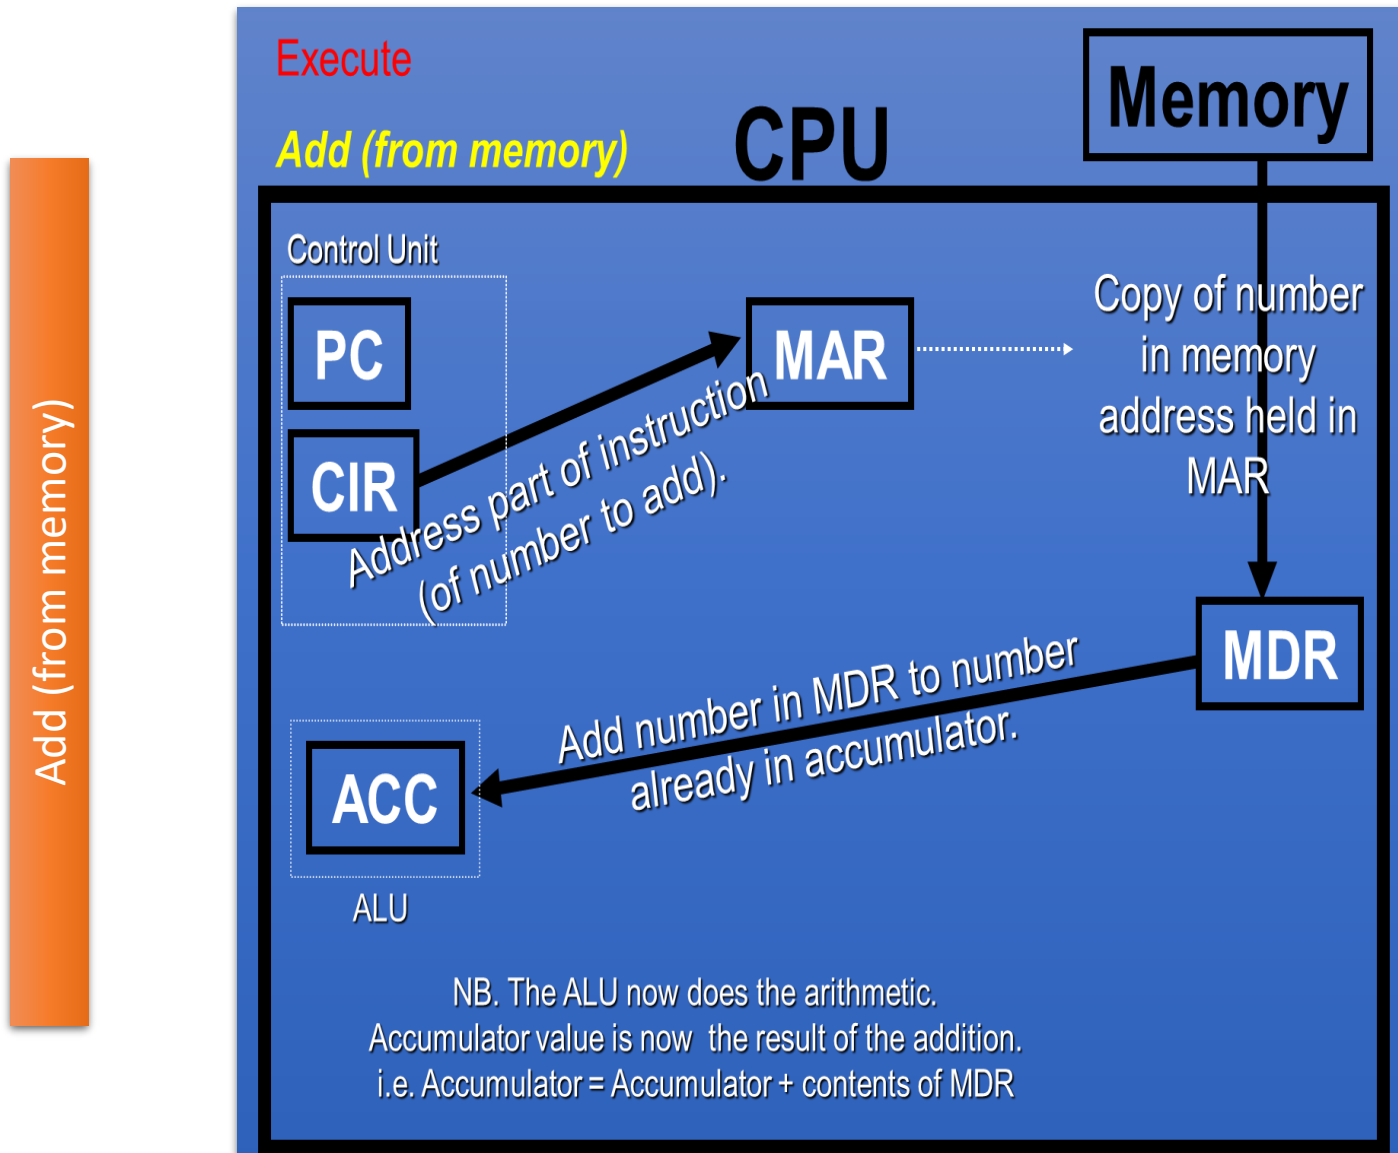 Add (from memory)
Execute
Add (from memory)
CPU
Memory
Control Unit
PC
CIR
MAR
Address part of instruction
(of number to add).
Copy of number
in memory
address held in
MAR
MDR
Add number in MDR to number
already in accumulator.
ACC
ALU
NB. The ALU now does the arithmetic.
Accumulator value is now  the result of the addition.
i.e. Accumulator = Accumulator + contents of MDR